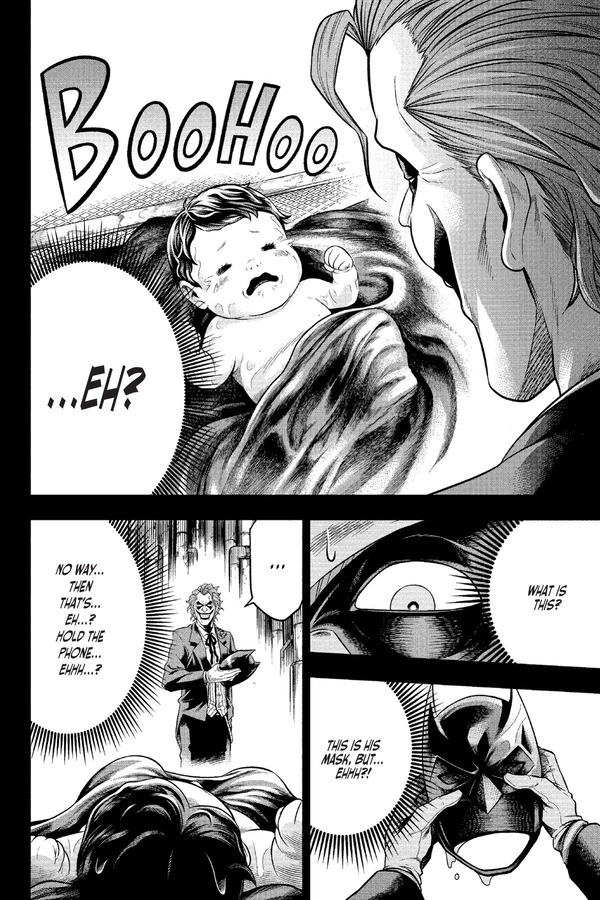 BOOHOO
...EH?
WHAT IS
THIS?
THIS IS HIS
MASK, BUT...
EHHH?!
...
NO WAY...
THEN
THAT'S...
EH...?
HOLD THE
PHONE...
EHHH...?